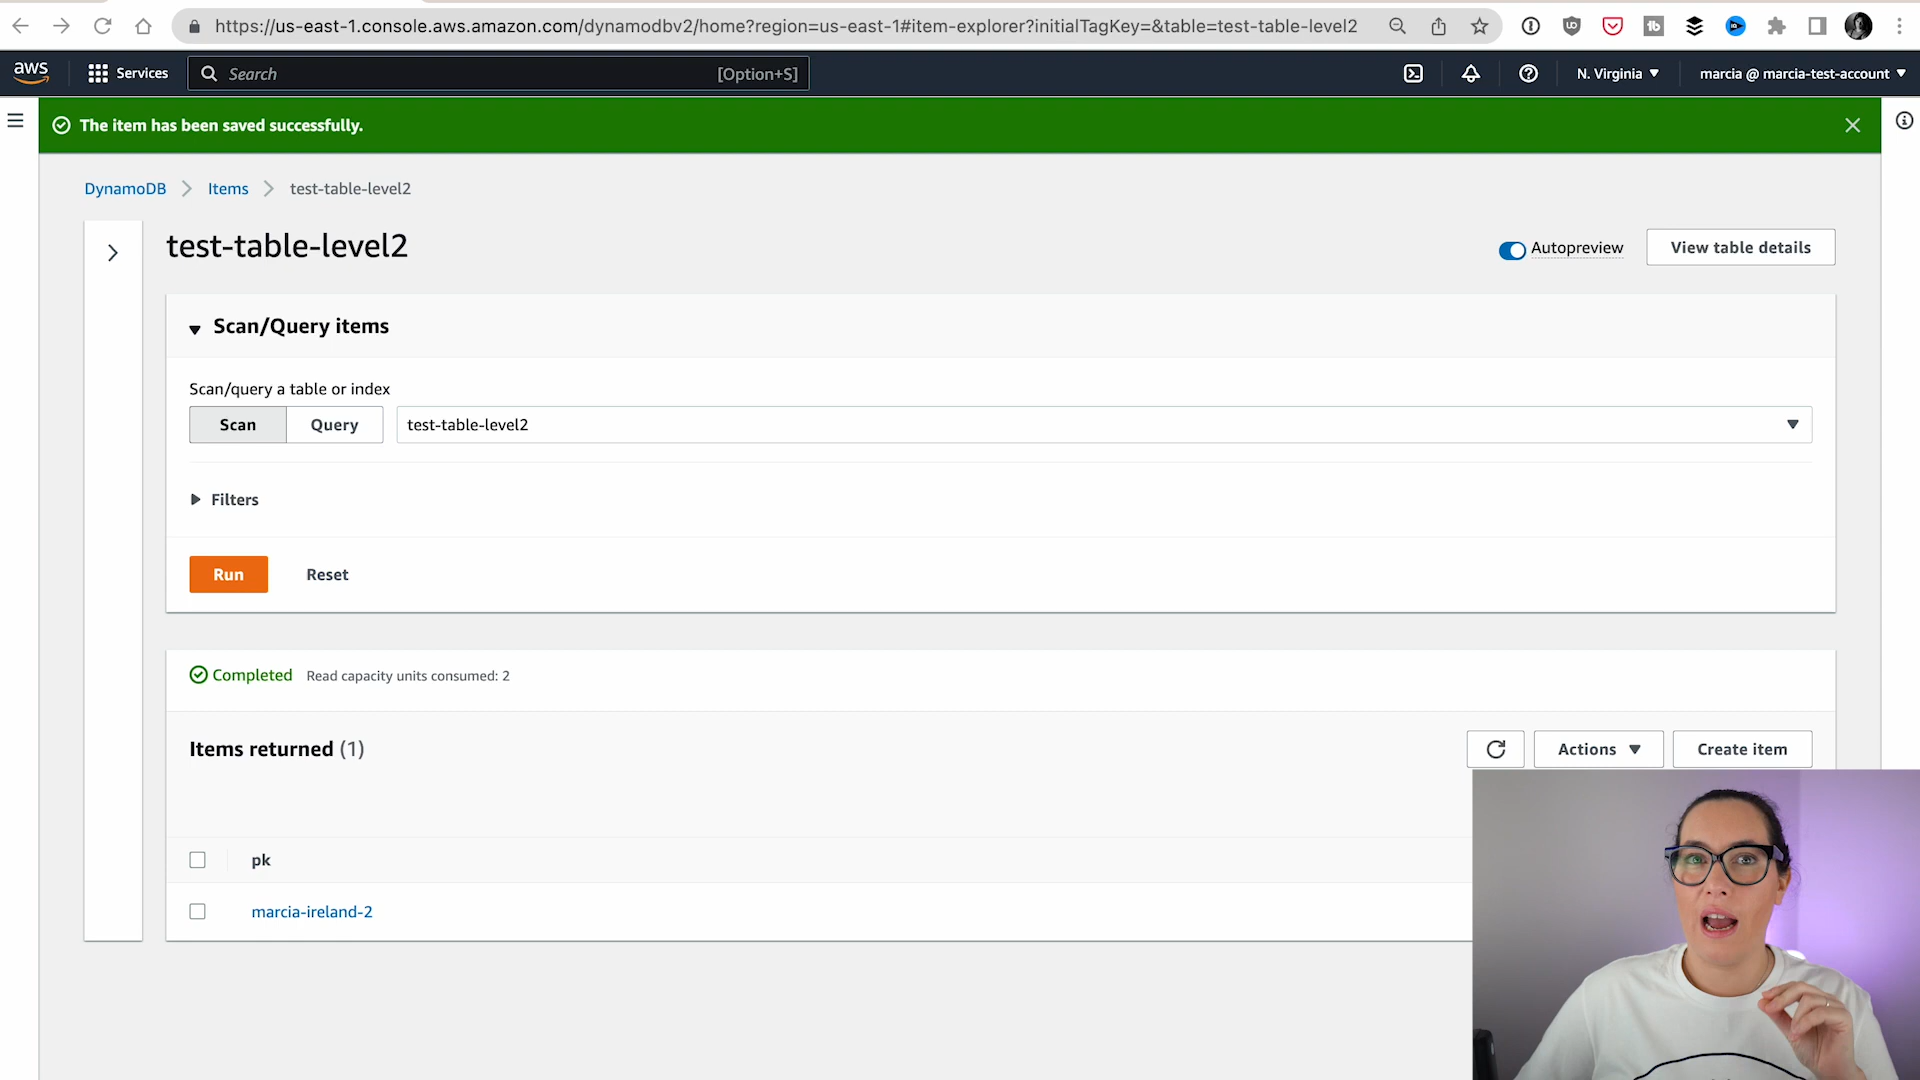 https://us-east-1.console.aws.amazon.com/dynamodbv2/home?region=us-east-1#item-explorer?initialTagKey=&table=test-table-level2
aws
Services
Search
[Option+S]
N. Virginia
marcia @ marcia-test-account
The item has been saved successfully.
DynamoDB
Items
test-table-level2
test-table-level2
Autopreview
View table details
Scan/Query items
Scan/query a table or index
Scan
Query
test-table-level2
Filters
Run
Reset
Completed
Read capacity units consumed: 2
Items returned (1)
Actions
Create item
pk
marcia-ireland-2